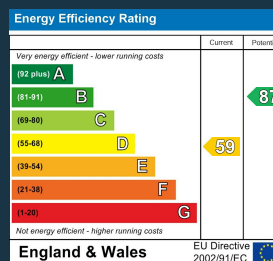 Energy Efficiency Rating
Current
Very energy efficient - lower running costs
(92 plus) A
(81-91) B
87
(69-80) C
(55-68) D
59
(39-54) E
(21-38) F
(1-20) G
Not energy efficient - higher running costs
England & Wales
EU Directive
2002/91/EC